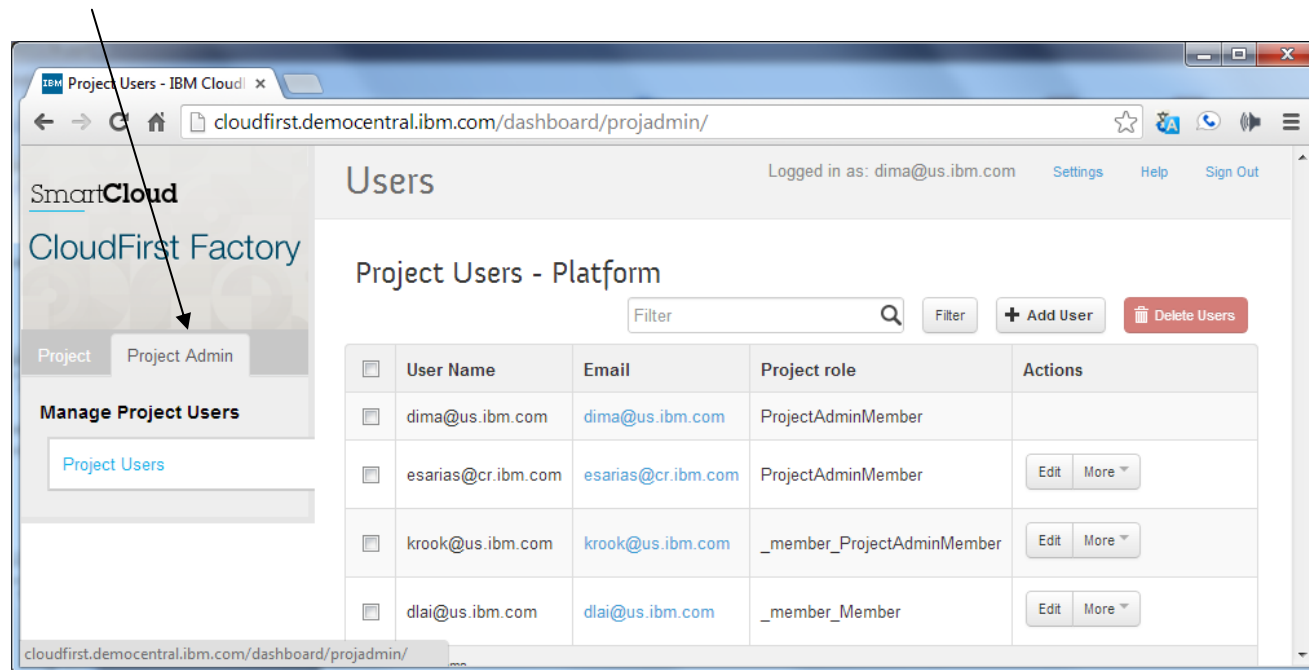 IBM Project Users - IBM Cloud
cloudfirst.democentral.ibm.com/dashboard/projadmin/
SmartCloud
CloudFirst Factory
Project
Project Admin
Manage Project Users
Project Users
Users
Logged in as: dima@us.ibm.com Settings Help Sign Out
Project Users - Platform
Filter Filter Add User Delete Users
User Name Email Project role Actions
dima@us.ibm.com dima@us.ibm.com ProjectAdminMember
esarias@cr.ibm.com esarias@cr.ibm.com ProjectAdminMember Edit More
krook@us.ibm.com krook@us.ibm.com _member_ProjectAdminMember Edit More
dlai@us.ibm.com dlai@us.ibm.com _member_Member Edit More
cloudfirst.democentral.ibm.com/dashboard/projadmin/